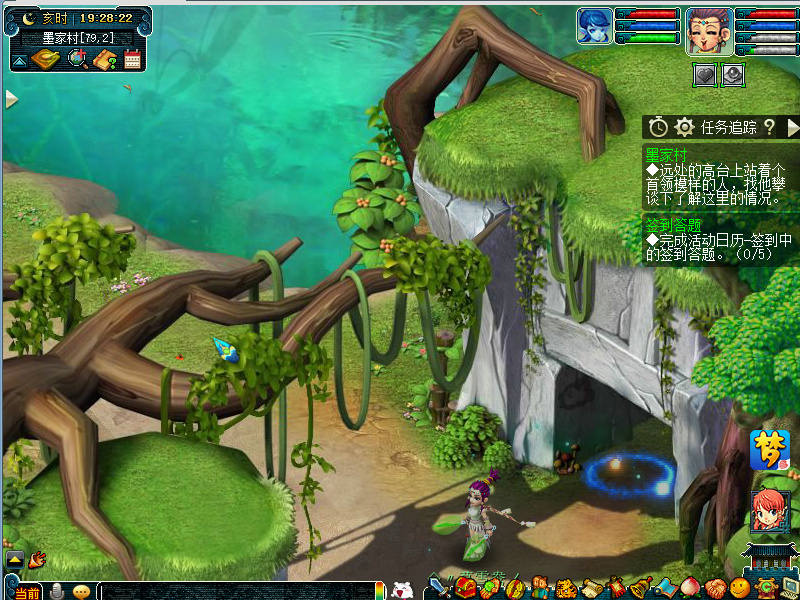 亥时 19:28:22
墨家村[79,2]
任务追踪 ?
墨家村
◆远处的高台上站着个
首领模样的人，找他攀
谈下了解这里的情况。
签到答题
◆完成活动日历-签到中
的签到答题。（0/5）
梦
当前